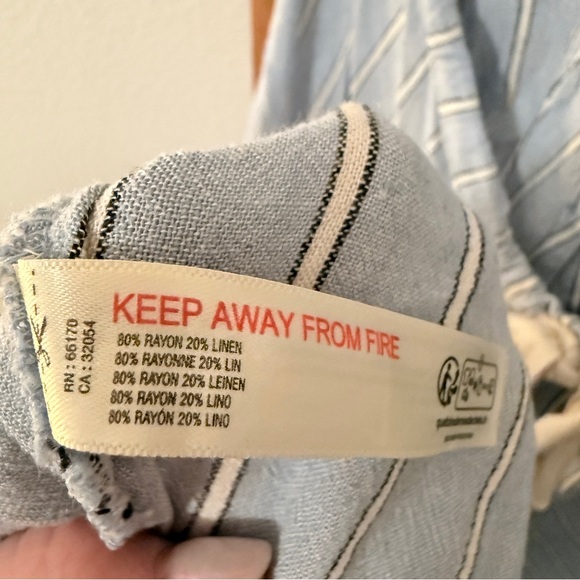 RN : 66170
CA : 32054
KEEP AWAY FROM FIRE
80% RAYON 20% LINEN
80% RAYONNE 20% LIN
80% RAYON 20% LEINEN
80% RAYON 20% LINO
80% RAYÓN 20% LINO